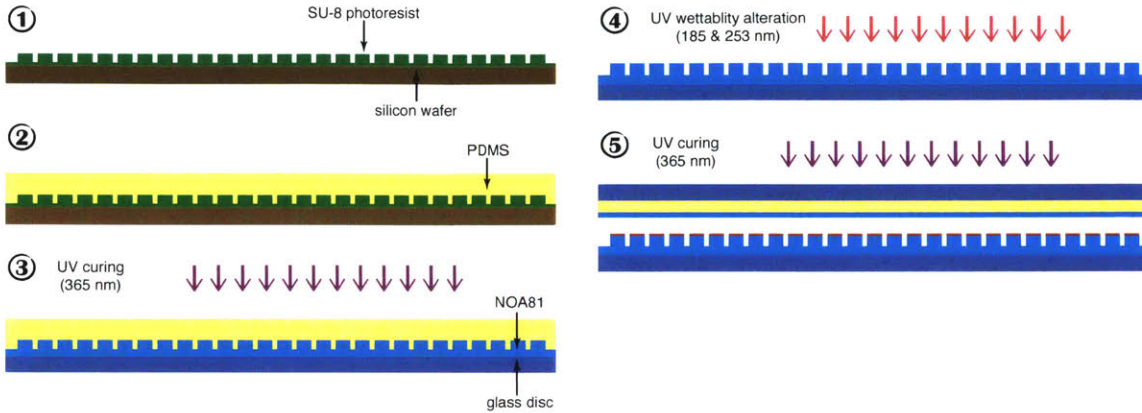 1
SU-8 photoresist
silicon wafer
2
PDMS
3
UV curing
(365 nm)
NOA81
glass disc
4
UV wettablity alteration
(185 & 253 nm)
5
UV curing
(365 nm)